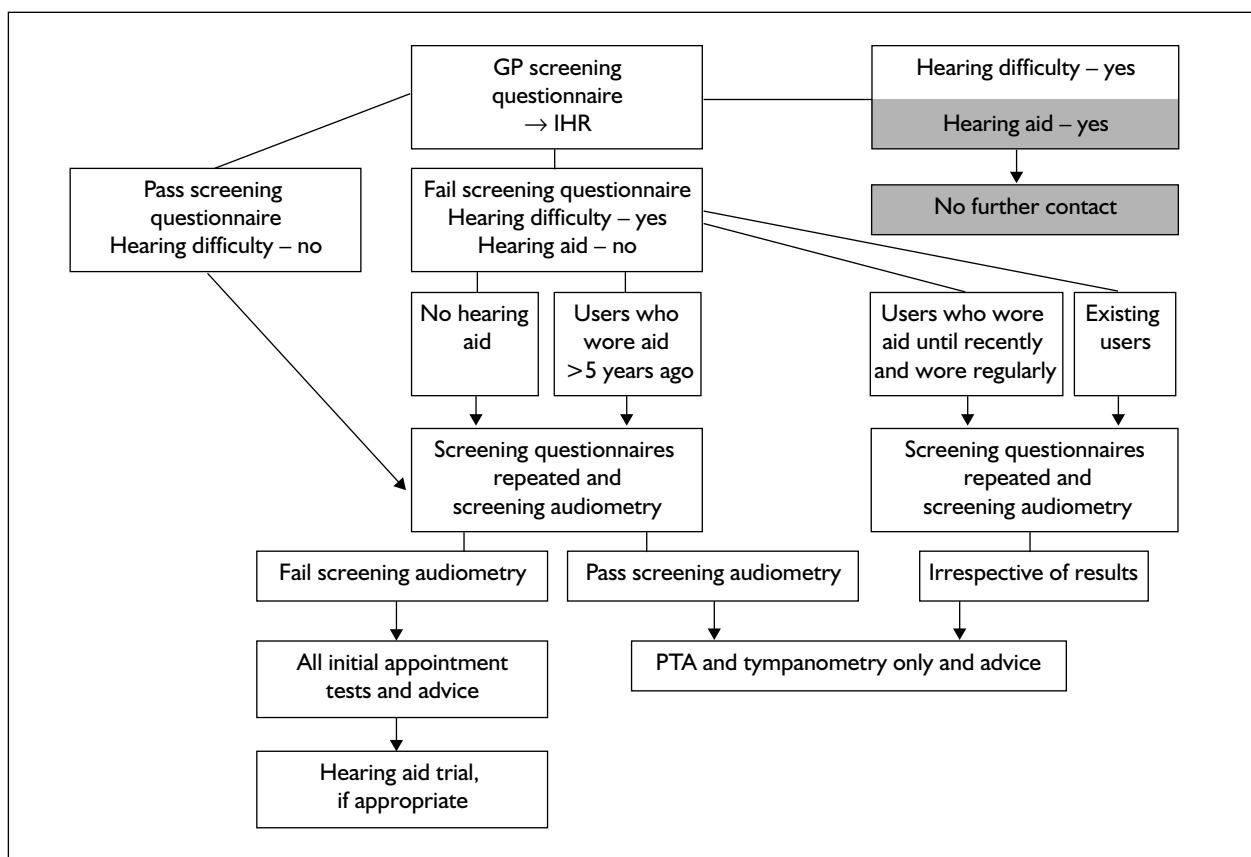 GP screening
questionnaire
→ IHR
Hearing difficulty – yes
Hearing aid – yes
No further contact
Pass screening
questionnaire
Hearing difficulty – no
Fail screening questionnaire
Hearing difficulty – yes
Hearing aid – no
No hearing
aid
Users who
wore aid
>5 years ago
Users who wore
aid until recently
and wore regularly
Existing
users
Screening questionnaires
repeated and
screening audiometry
Screening questionnaires
repeated and
screening audiometry
Fail screening audiometry
Pass screening audiometry
Irrespective of results
All initial appointment
tests and advice
PTA and tympanometry only and advice
Hearing aid trial,
if appropriate